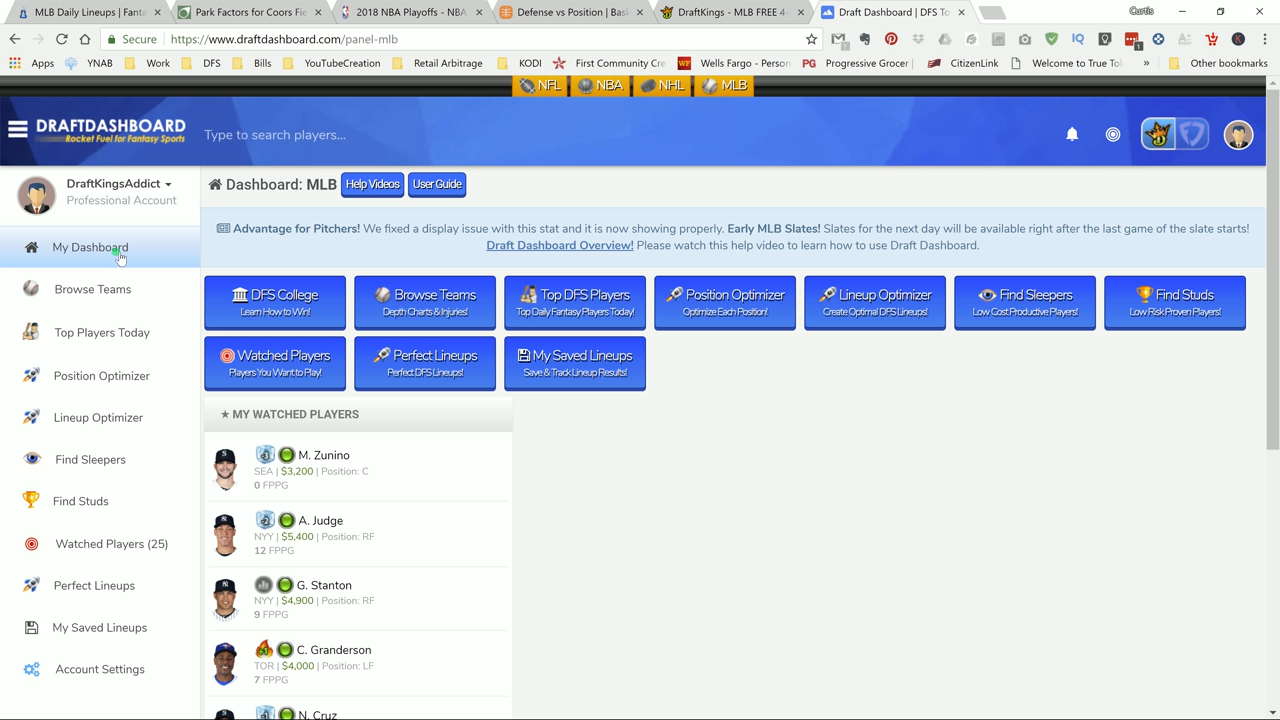 MLB Daily Lineups | Fanta
Park Factors for Coors Fie
2018 NBA Playoffs - NBA
Defense vs Position | Bask
DraftKings - MLB FREE 4-
Draft Dashboard | DFS To
Curtis
Secure
https://www.draftdashboard.com/panel-mlb
Apps
YNAB
Work
DFS
Bills
YouTubeCreation
Retail Arbitrage
KODI
First Community Cre
Wells Fargo - Person
Progressive Grocer |
CitizenLink
Welcome to True Tol
Other bookmarks
NFL
NBA
NHL
MLB
DRAFTDASHBOARD
Rocket Fuel for Fantasy Sports
Type to search players...
DraftKingsAddict
Professional Account
My Dashboard
Browse Teams
Top Players Today
Position Optimizer
Lineup Optimizer
Find Sleepers
Find Studs
Watched Players (25)
Perfect Lineups
My Saved Lineups
Account Settings
Dashboard: MLB
Help Videos
User Guide
Advantage for Pitchers! We fixed a display issue with this stat and it is now showing properly. Early MLB Slates! Slates for the next day will be available right after the last game of the slate starts!
Draft Dashboard Overview! Please watch this help video to learn how to use Draft Dashboard.
DFS College
Learn How to Win!
Browse Teams
Depth Charts & Injuries!
Top DFS Players
Top Daily Fantasy Players Today!
Position Optimizer
Optimize Each Position!
Lineup Optimizer
Create Optimal DFS Lineups!
Find Sleepers
Low Cost Productive Players!
Find Studs
Low Risk Proven Players!
Watched Players
Players You Want to Play!
Perfect Lineups
Perfect DFS Lineups!
My Saved Lineups
Save & Track Lineup Results!
MY WATCHED PLAYERS
M. Zunino
SEA | $3,200 | Position: C
0 FPPG
A. Judge
NYY | $5,400 | Position: RF
12 FPPG
G. Stanton
NYY | $4,900 | Position: RF
9 FPPG
C. Granderson
TOR | $4,000 | Position: LF
7 FPPG
N. Cruz